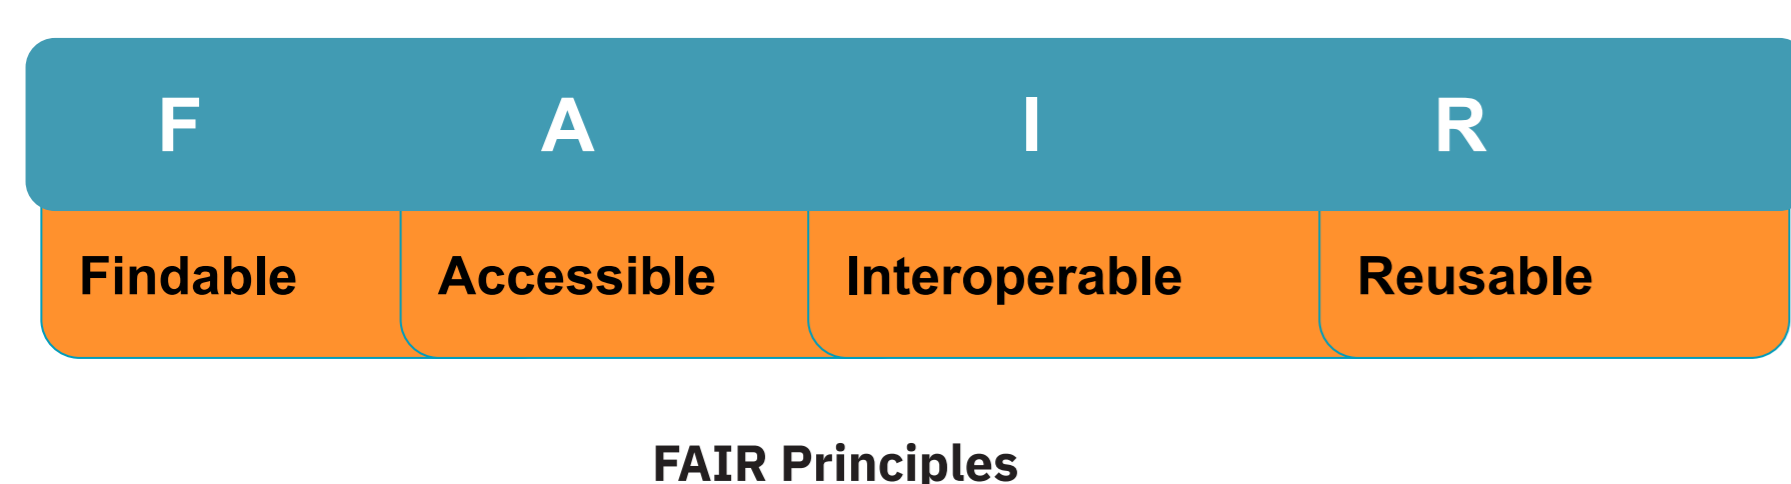 F A I R
Findable Accessible Interoperable Reusable
FAIR Principles